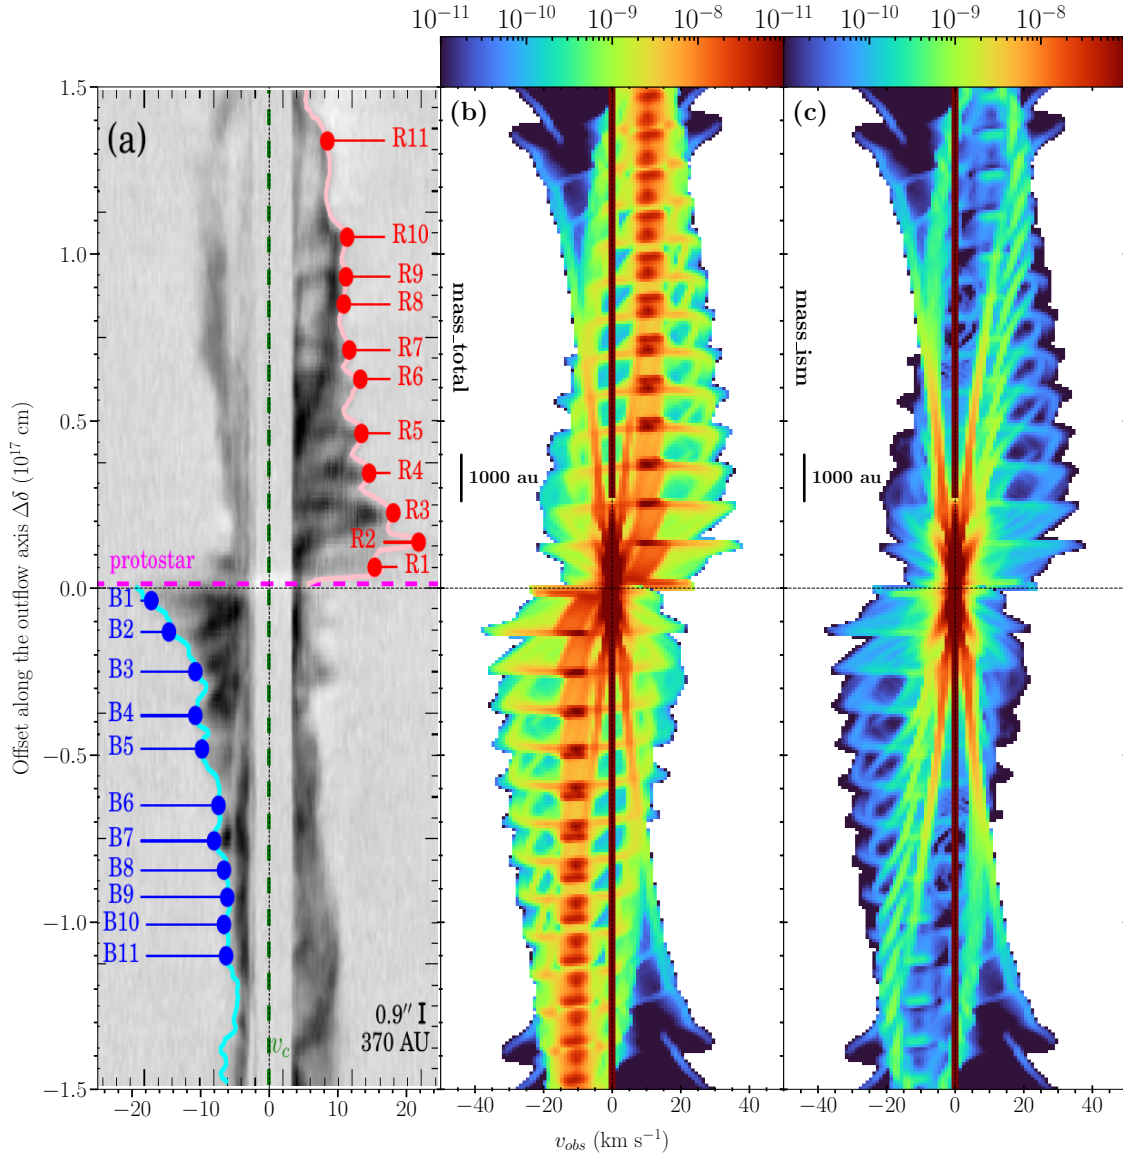 10⁻¹¹ 10⁻¹⁰ 10⁻⁹ 10⁻⁸ 10⁻¹¹ 10⁻¹⁰ 10⁻⁹ 10⁻⁸
(a) (b) (c)
1.5
1.0
0.5
0.0
−0.5
−1.0
−1.5
Offset along the outflow axis Δδ (10¹⁷ cm)
R11
R10
R9
R8
R7
R6
R5
R4
R3
R2
R1
protostar
B1
B2
B3
B4
B5
B6
B7
B8
B9
B10
B11
0.9″ I
370 AU
v_c
mass_total
1000 au
mass_ism
1000 au
−20 −10 0 10 20
−40 −20 0 20 40
−20 0 20 40
v_obs (km s⁻¹)